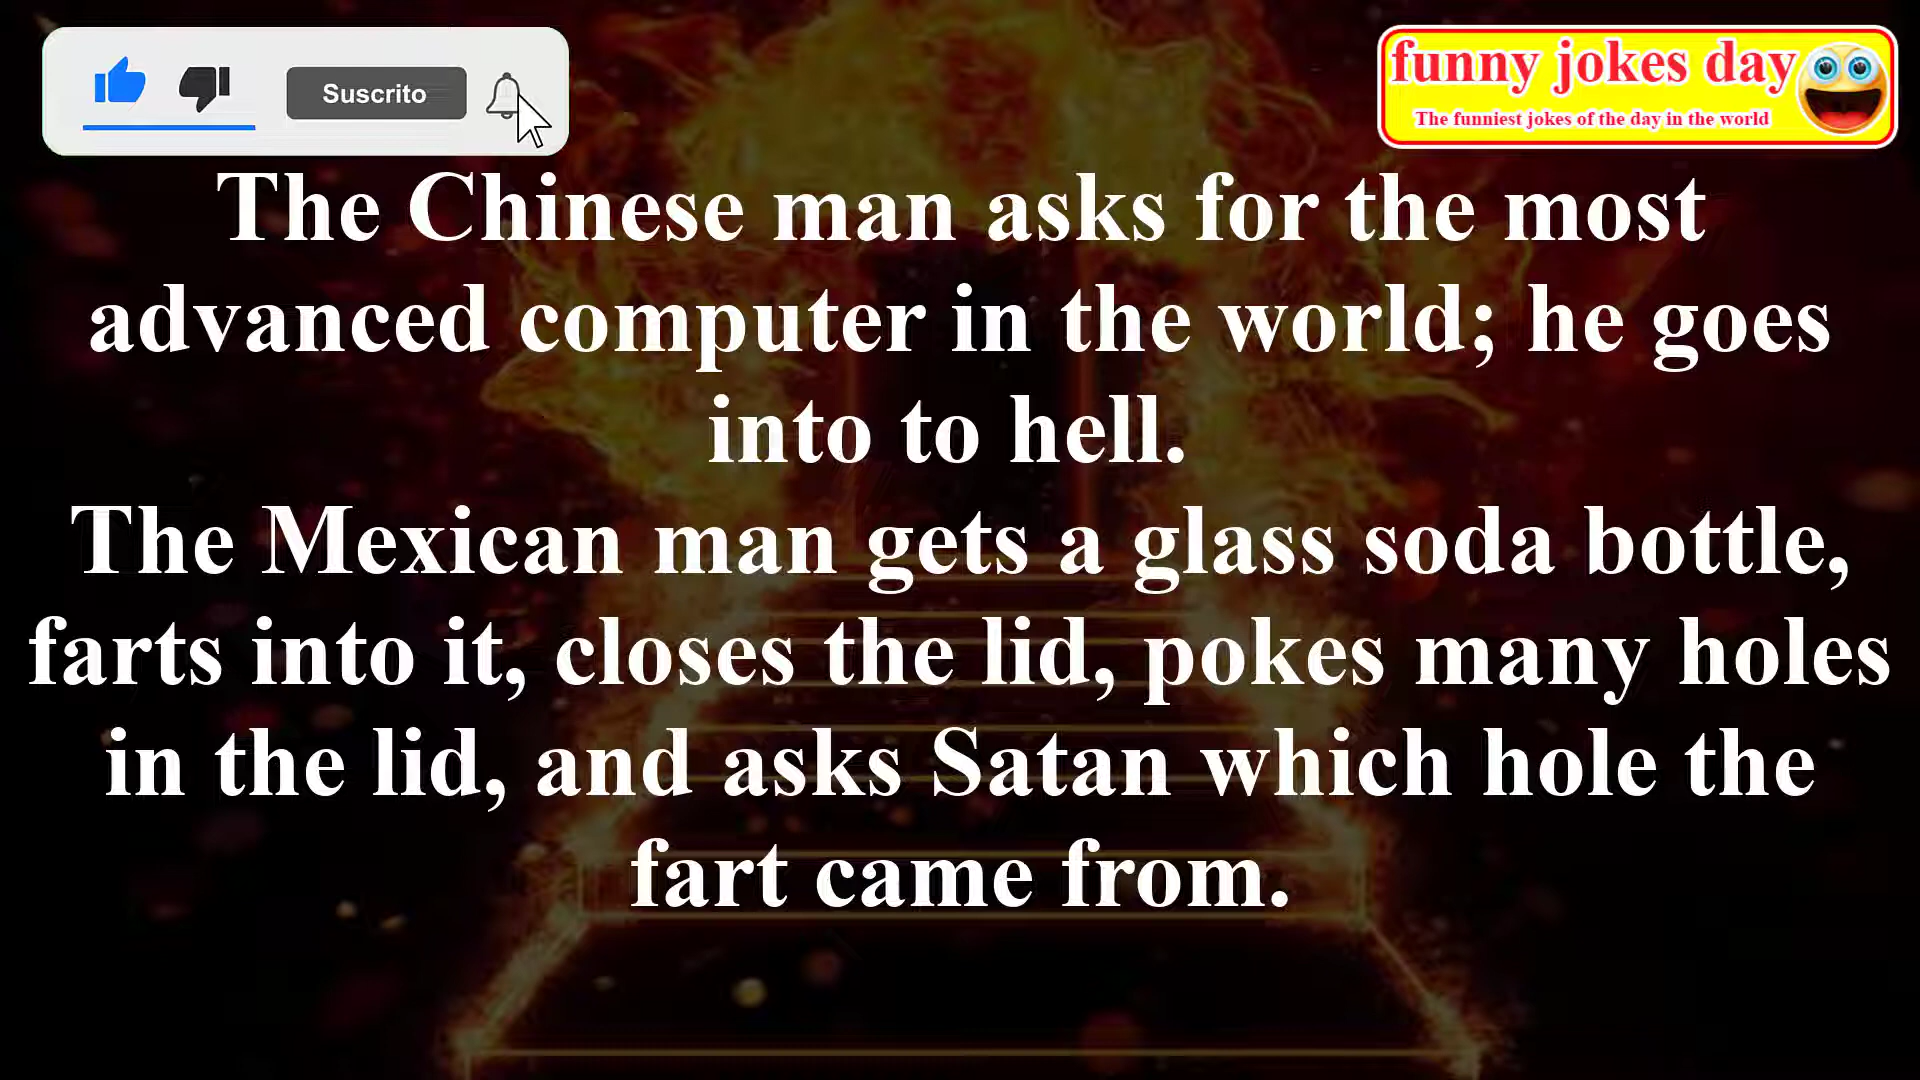 Suscrito
funny jokes day
The funniest jokes of the day in the world
The Chinese man asks for the most
advanced computer in the world; he goes
into to hell.
The Mexican man gets a glass soda bottle,
farts into it, closes the lid, pokes many holes
in the lid, and asks Satan which hole the
fart came from.